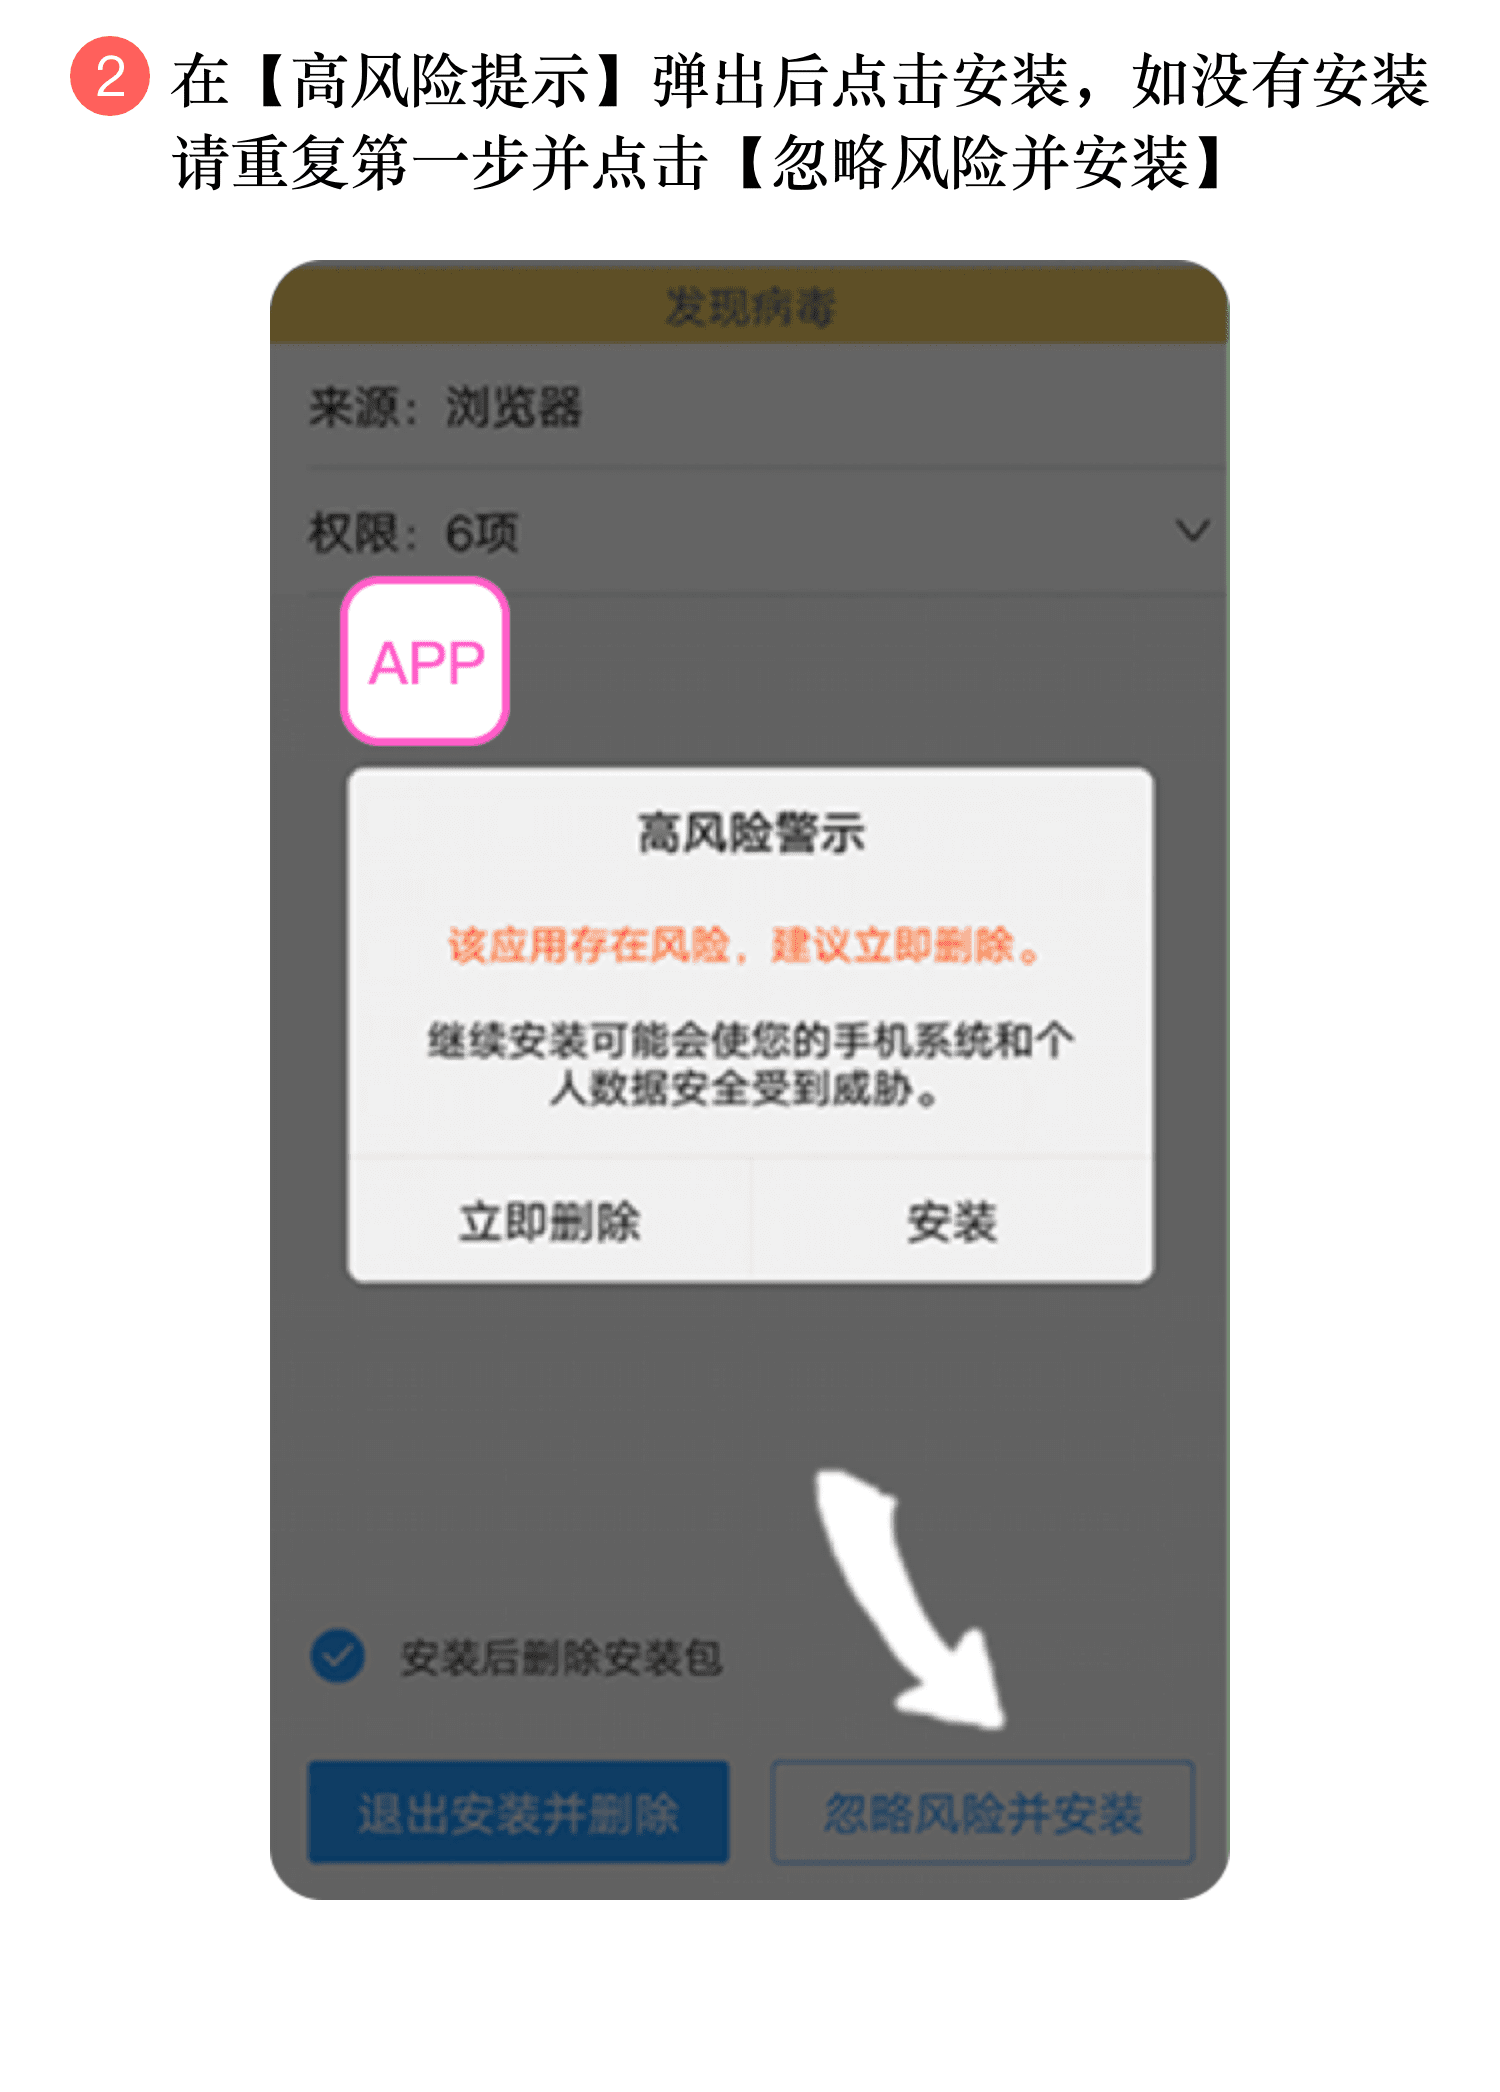 2 在【高风险提示】弹出后点击安装，如没有安装
请重复第一步并点击【忽略风险并安装】
发现病毒
来源：浏览器
权限：6项
APP
高风险警示
该应用存在风险，建议立即删除。
继续安装可能会使您的手机系统和个
人数据安全受到威胁。
立即删除 安装
安装后删除安装包
退出安装并删除 忽略风险并安装